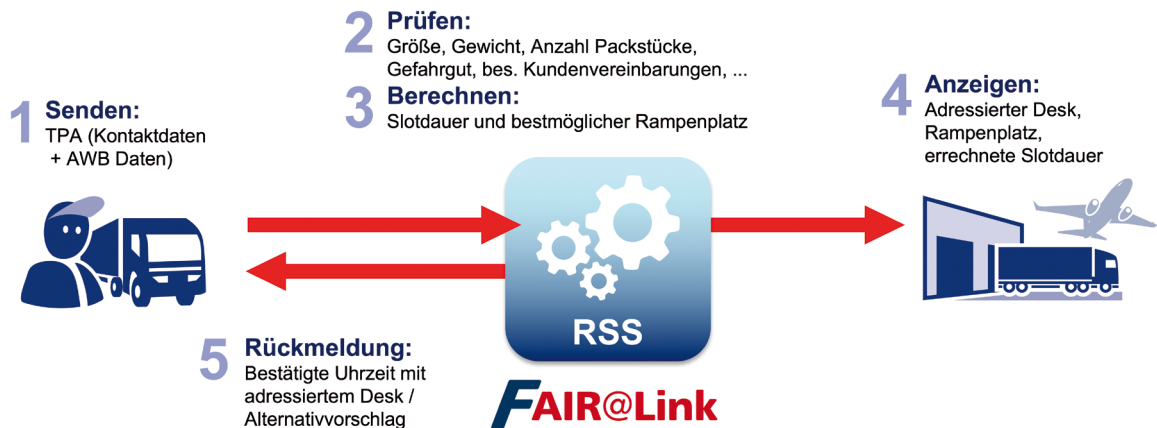 1 Senden:
TPA (Kontaktdaten
+ AWB Daten)
2 Prüfen:
Größe, Gewicht, Anzahl Packstücke,
Gefahrgut, bes. Kundenvereinbarungen, ...
3 Berechnen:
Slotdauer und bestmöglicher Rampenplatz
4 Anzeigen:
Adressierter Desk,
Rampenplatz,
errechnete Slotdauer
RSS
5 Rückmeldung:
Bestätigte Uhrzeit mit
adressiertem Desk /
Alternativvorschlag
FAIR@Link